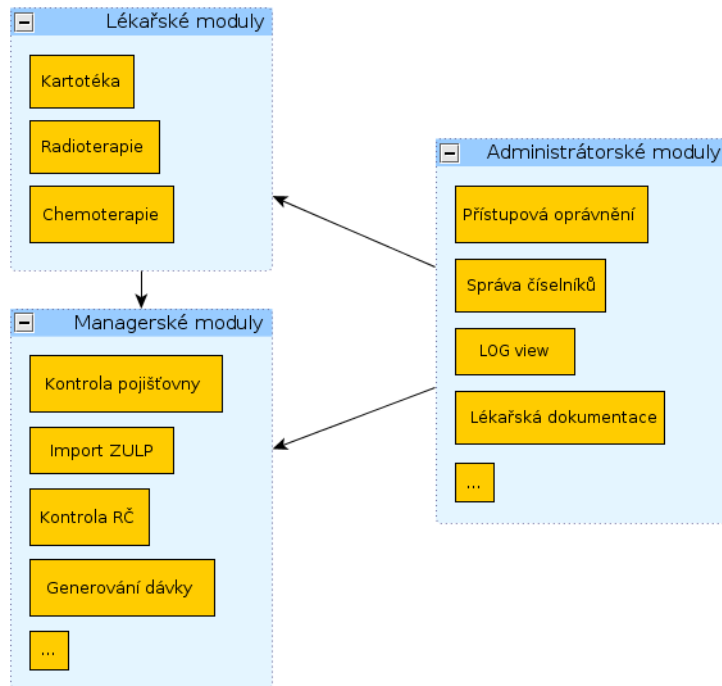 Lékařské moduly
Kartotéka
Radioterapie
Chemoterapie
Managerské moduly
Kontrola pojišťovny
Import ZULP
Kontrola RČ
Generování dávky
...
Administrátorské moduly
Přístupová oprávnění
Správa číselníků
LOG view
Lékařská dokumentace
...